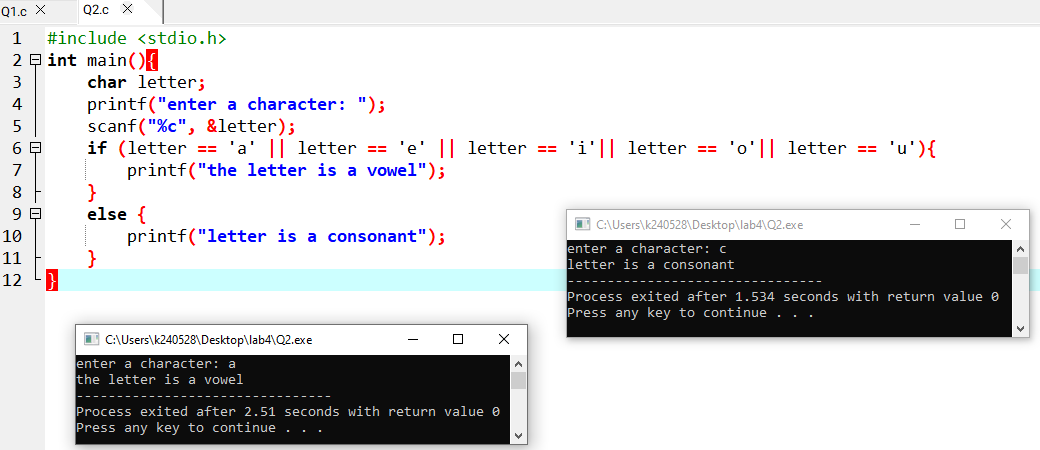 Q1.c Q2.c
1 #include <stdio.h>
2 int main(){
3 char letter;
4 printf("enter a character: ");
5 scanf("%c", &letter);
6 if (letter == 'a' || letter == 'e' || letter == 'i'|| letter == 'o'|| letter == 'u'){
7 printf("the letter is a vowel");
8 }
9 else {
10 printf("letter is a consonant");
11 }
12 }
C:\Users\k240528\Desktop\lab4\Q2.exe
enter a character: c
letter is a consonant
--------------------------------
Process exited after 1.534 seconds with return value 0
Press any key to continue . . .
C:\Users\k240528\Desktop\lab4\Q2.exe
enter a character: a
the letter is a vowel
--------------------------------
Process exited after 2.51 seconds with return value 0
Press any key to continue . . .